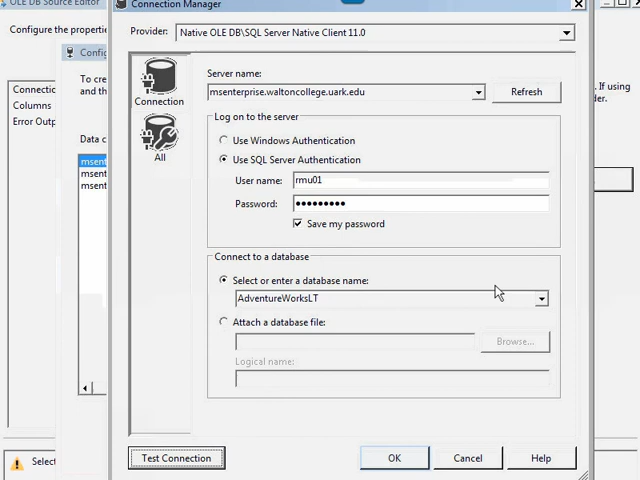 OLE DB Source Editor
Connection Manager
Configure the propertie
Provider: Native OLE DB\SQL Server Native Client 11.0
Config
To cre
and th
If using
der.
Connectio
Columns
Error Outp
Data c
msent
msent
msent
Connection
All
Server name:
msenterprise.waltoncollege.uark.edu
Refresh
Log on to the server
Use Windows Authentication
Use SQL Server Authentication
User name: rmu01
Password: ●●●●●●●●●
Save my password
Connect to a database
Select or enter a database name:
AdventureWorksLT
Attach a database file:
Browse...
Logical name:
Select
Test Connection
OK
Cancel
Help